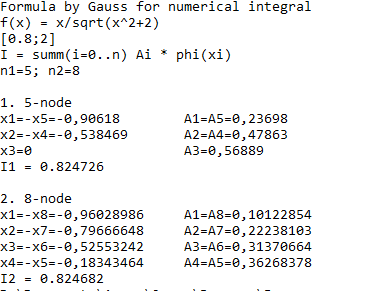 Formula by Gauss for numerical integral
f(x) = x/sqrt(x^2+2)
[0.8;2]
I = summ(i=0..n) Ai * phi(xi)
n1=5; n2=8
1. 5-node
x1=-x5=-0,90618 A1=A5=0,23698
x2=-x4=-0,538469 A2=A4=0,47863
x3=0 A3=0,56889
I1 = 0.824726
2. 8-node
x1=-x8=-0,96028986 A1=A8=0,10122854
x2=-x7=-0,79666648 A2=A7=0,22238103
x3=-x6=-0,52553242 A3=A6=0,31370664
x4=-x5=-0,18343464 A4=A5=0,36268378
I2 = 0.824682